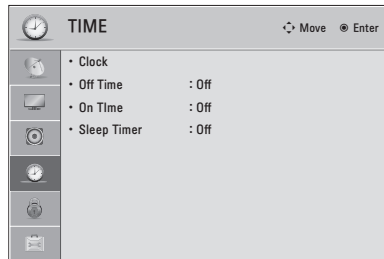 TIME
Move Enter
• Clock
• Off Time : Off
• On TIme : Off
• Sleep Timer : Off